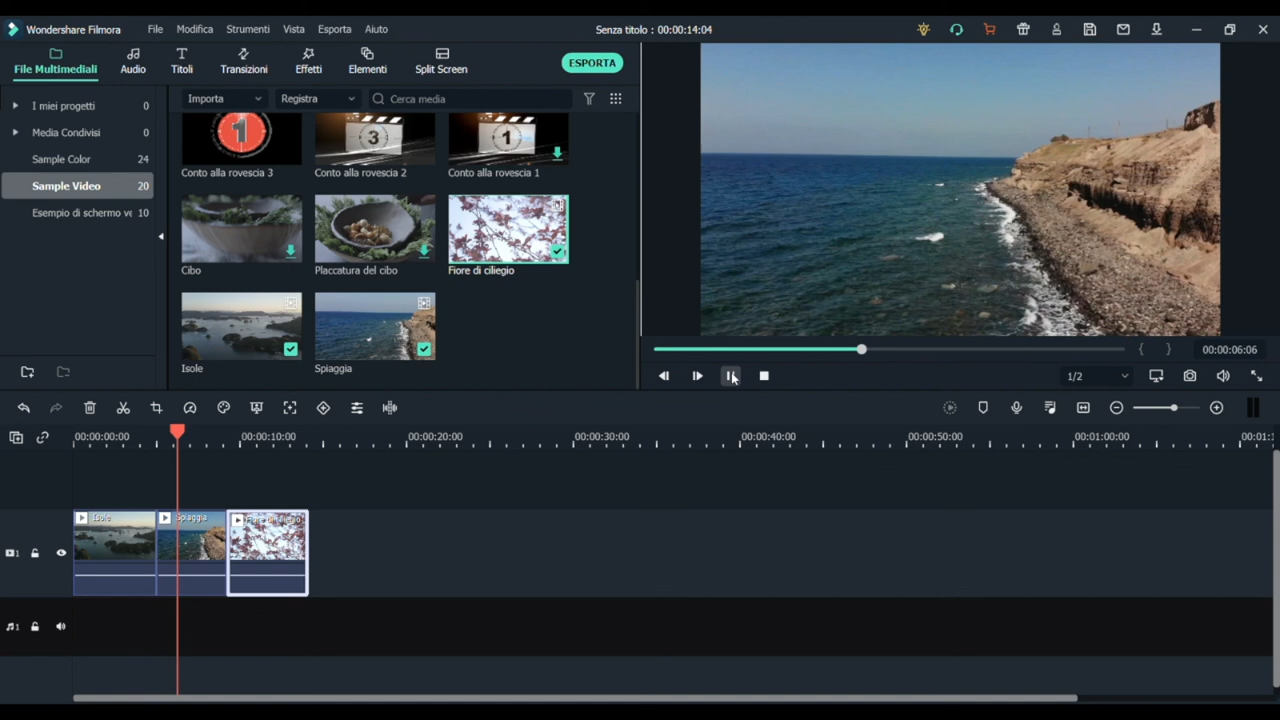 Wondershare Filmora File Modifica Strumenti Vista Esporta Aiuto Senza titolo : 00:00:14:04
File Multimediali Audio Titoli Transizioni Effetti Elementi Split Screen ESPORTA
Importa Registra Cerca media
I miei progetti 0
Media Condivisi 0
Sample Color 24
Sample Video 20
Esempio di schermo ve 10
Conto alla rovescia 3 Conto alla rovescia 2 Conto alla rovescia 1
Cibo Placcatura del cibo Fiore di ciliegio
Isole Spiaggia
00:00:06:06
1/2
00:00:00:00 00:00:10:00 00:00:20:00 00:00:30:00 00:00:40:00 00:00:50:00 00:01:00:00 00:01:1
Isole Spiaggia Fiore di ciliegio
1
1